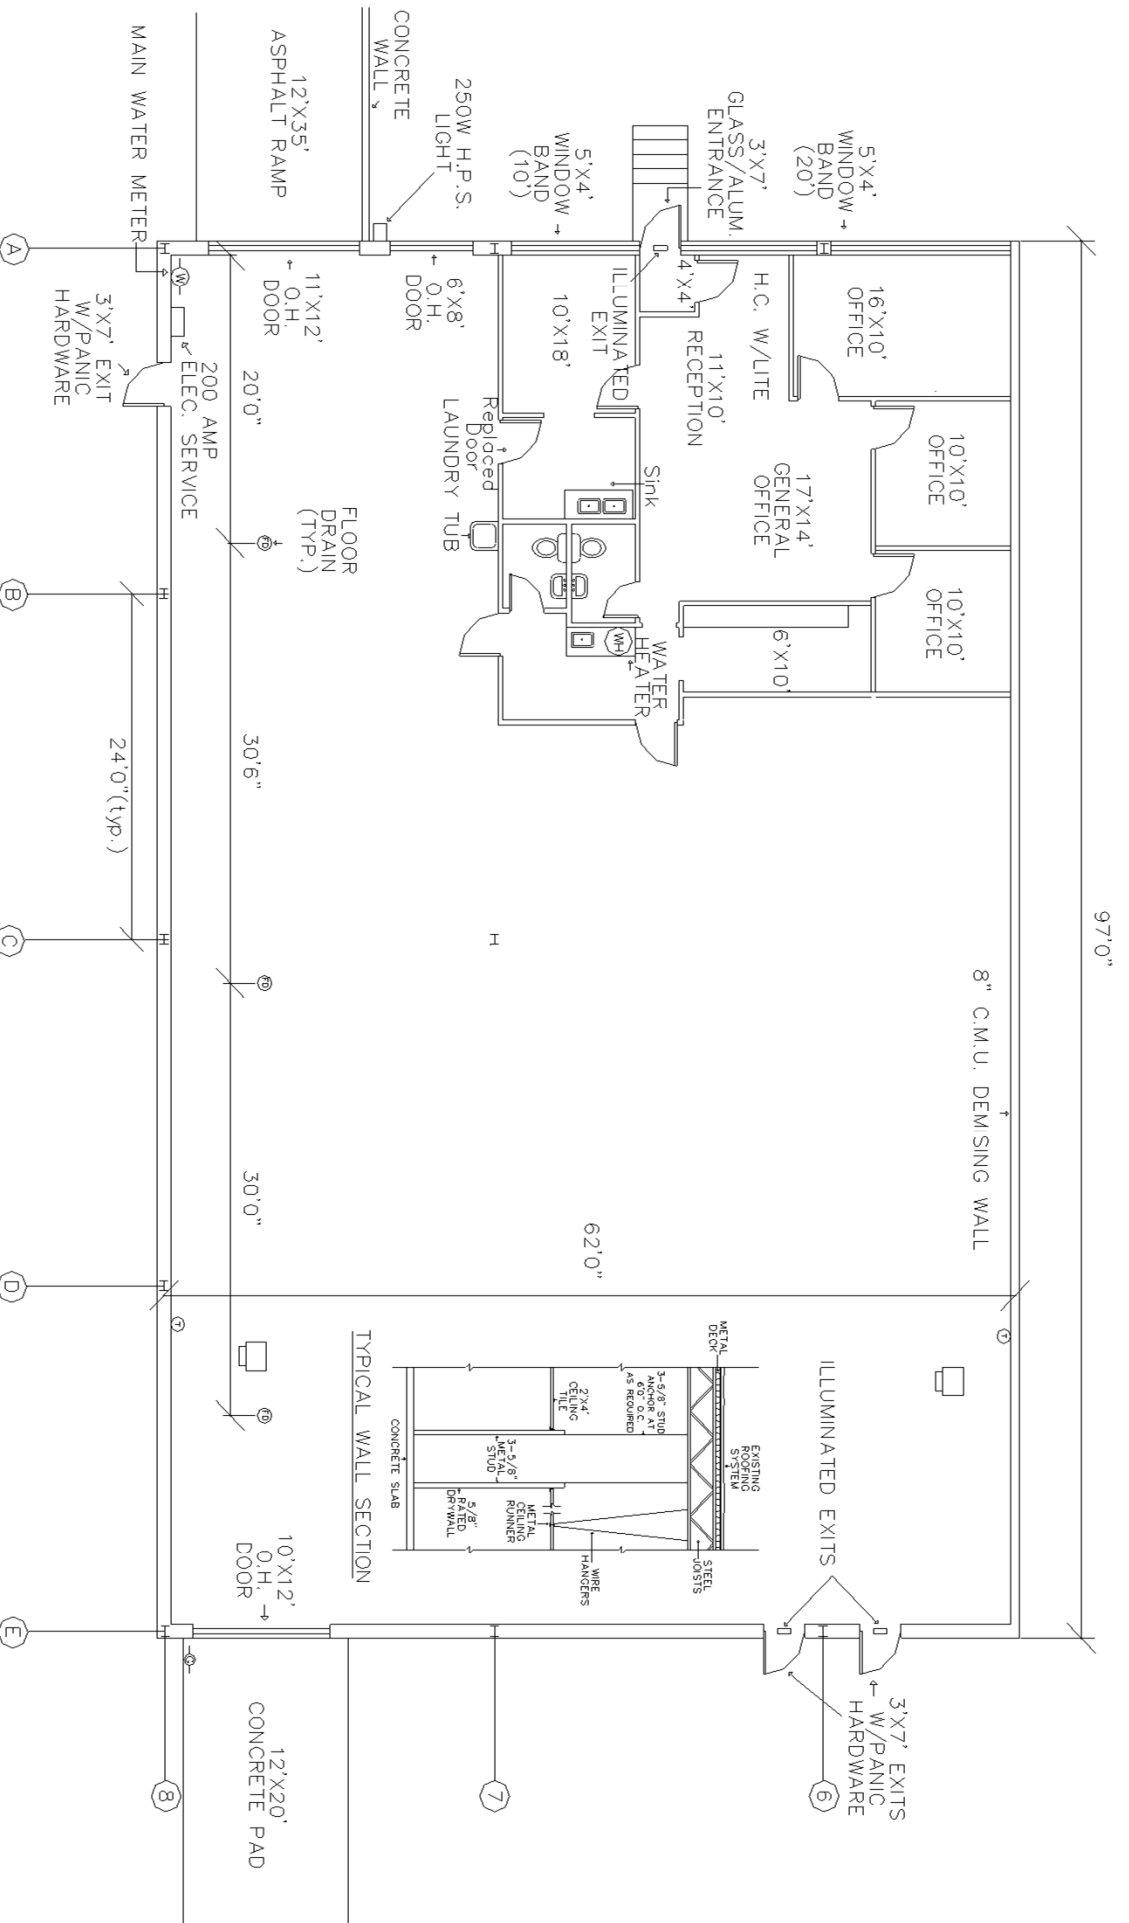 97'0"
5'X4'
WINDOW
BAND
(20')
3'X7'
GLASS/ALUM.
ENTRANCE
5'X4'
WINDOW
BAND
(10')
250W H.P.S.
LIGHT
CONCRETE
WALL
12'X35'
ASPHALT RAMP
MAIN WATER METER
16'X10'
OFFICE
10'X10'
OFFICE
10'X10'
OFFICE
8" C.M.U. DEMISING WALL
H.C. W/LITE
17'X14'
GENERAL
OFFICE
6'X10'
4'X4'
11'X10'
RECEPTION
ILLUMINATED
EXIT
Sink
WATER
HEATER
WH
10'X18'
Replaced
Door
LAUNDRY TUB
6'X8'
O.H.
DOOR
11'X12'
O.H.
DOOR
FLOOR
DRAIN
(TYP.)
FD
FD
FD
20'0"
30'6"
30'0"
62'0"
W
200 AMP
ELEC. SERVICE
3'X7' EXIT
W/PANIC
HARDWARE
24'0"(typ.)
T
T
ILLUMINATED EXITS
3'X7' EXITS
W/PANIC
HARDWARE
METAL
DECK
EXISTING
ROOFING
SYSTEM
3-5/8" STUD
ANCHOR AT
6'0" O.C.
AS REQUIRED
STEEL
JOISTS
2'X4'
CEILING
TILE
WIRE
HANGERS
METAL
CEILING
RUNNER
3-5/8"
METAL
STUD
5/8"
RATED
DRYWALL
CONCRETE SLAB
TYPICAL WALL SECTION
10'X12'
O.H.
DOOR
G
12'X20'
CONCRETE PAD
6
7
8
A
B
C
D
E